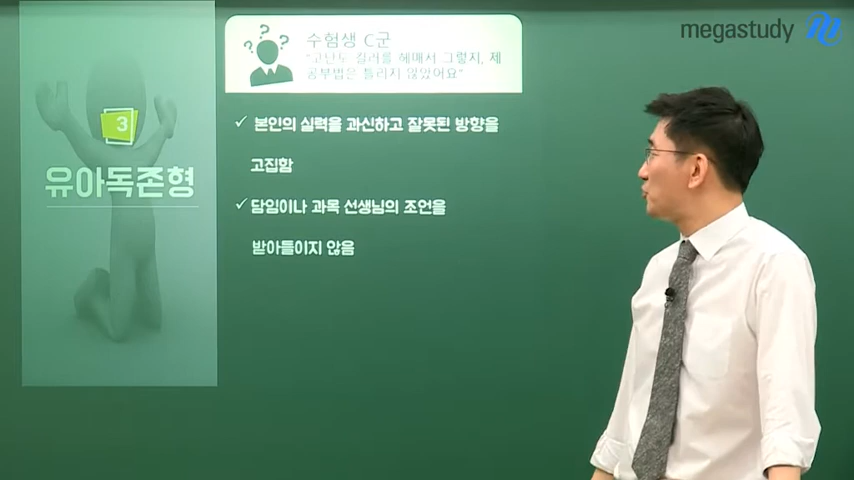 megastudy
3
유아독존형
수험생 C군
"고난도 킬러를 헤매서 그렇지, 제
공부법은 틀리지 않았어요"
본인의 실력을 과신하고 잘못된 방향을
고집함
담임이나 과목 선생님의 조언을
받아들이지 않음